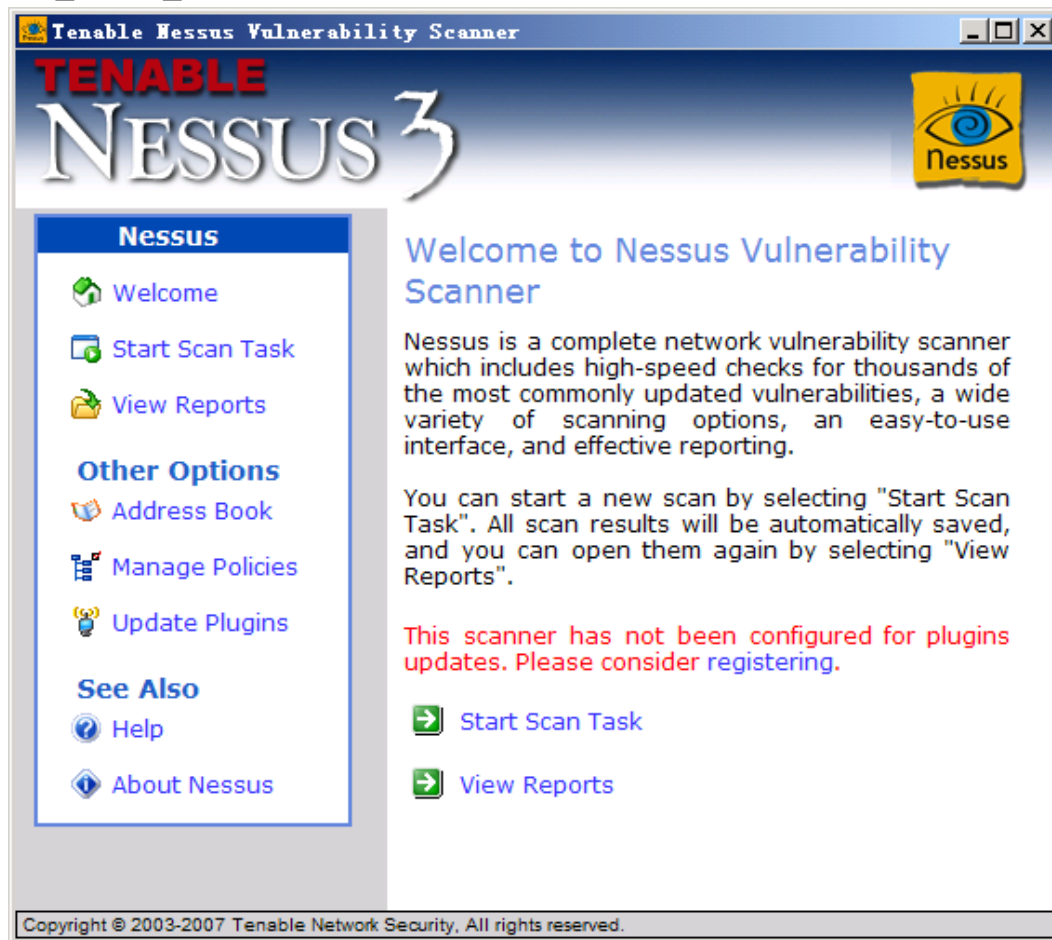 Tenable Nessus Vulnerability Scanner
TENABLE
NESSUS 3
Nessus
Nessus
Welcome
Start Scan Task
View Reports
Other Options
Address Book
Manage Policies
Update Plugins
See Also
Help
About Nessus
Welcome to Nessus Vulnerability
Scanner
Nessus is a complete network vulnerability scanner
which includes high-speed checks for thousands of
the most commonly updated vulnerabilities, a wide
variety of scanning options, an easy-to-use
interface, and effective reporting.
You can start a new scan by selecting "Start Scan
Task". All scan results will be automatically saved,
and you can open them again by selecting "View
Reports".
This scanner has not been configured for plugins
updates. Please consider registering.
Start Scan Task
View Reports
Copyright © 2003-2007 Tenable Network Security, All rights reserved.